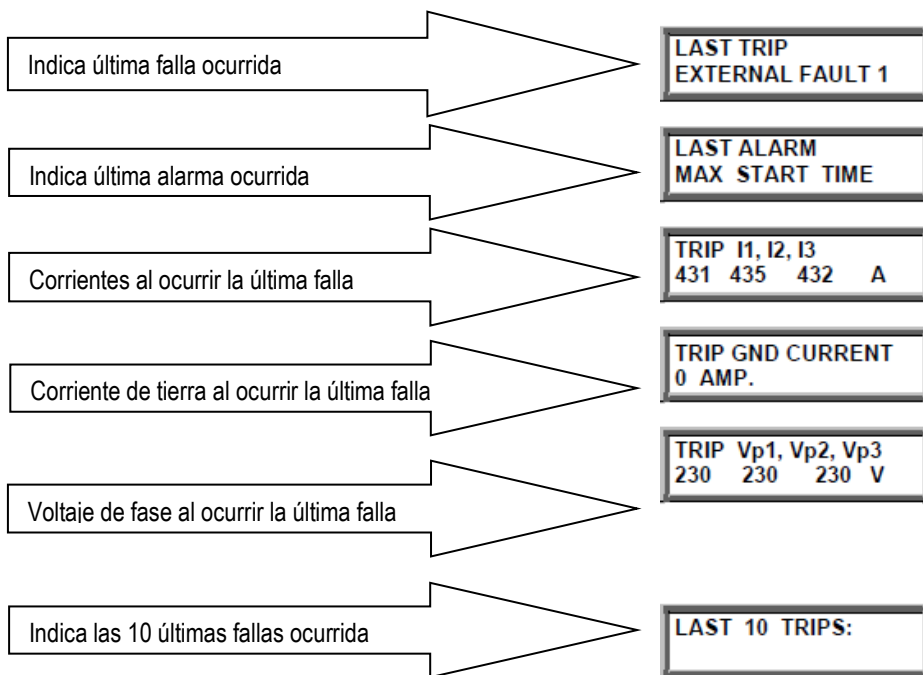 Indica última falla ocurrida
LAST TRIP
EXTERNAL FAULT 1
Indica última alarma ocurrida
LAST ALARM
MAX START TIME
Corrientes al ocurrir la última falla
TRIP I1, I2, I3
431 435 432 A
Corriente de tierra al ocurrir la última falla
TRIP GND CURRENT
0 AMP.
Voltaje de fase al ocurrir la última falla
TRIP Vp1, Vp2, Vp3
230 230 230 V
Indica las 10 últimas fallas ocurrida
LAST 10 TRIPS: